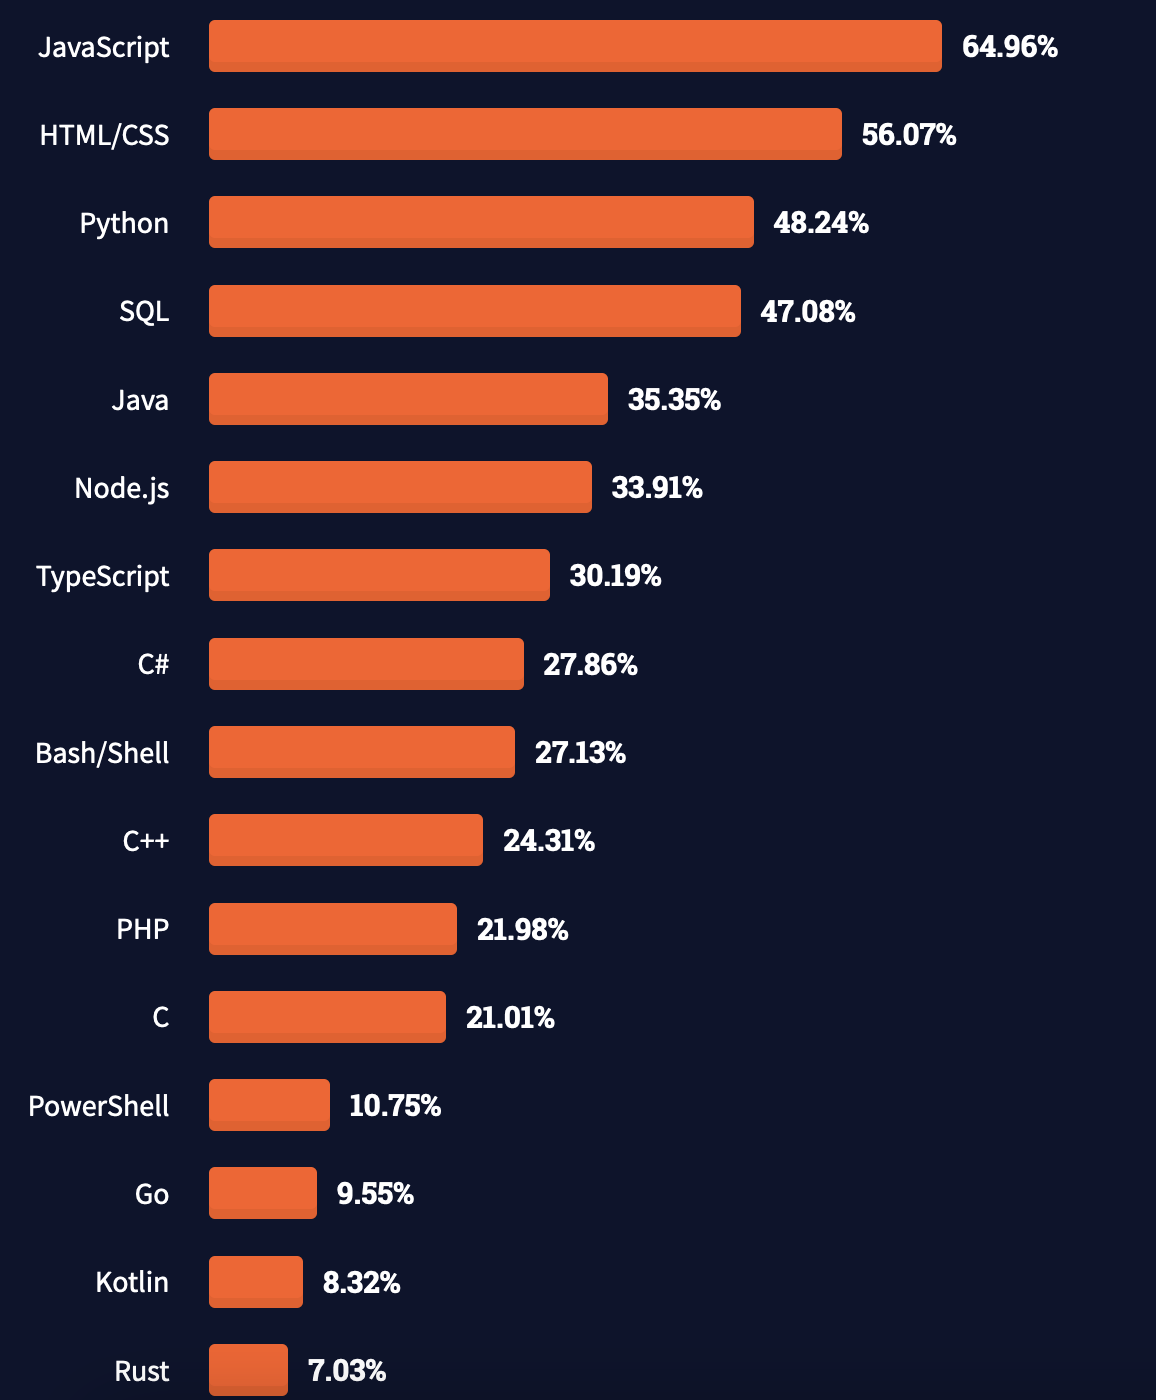 JavaScript 64.96%
HTML/CSS 56.07%
Python 48.24%
SQL 47.08%
Java 35.35%
Node.js 33.91%
TypeScript 30.19%
C# 27.86%
Bash/Shell 27.13%
C++ 24.31%
PHP 21.98%
C 21.01%
PowerShell 10.75%
Go 9.55%
Kotlin 8.32%
Rust 7.03%